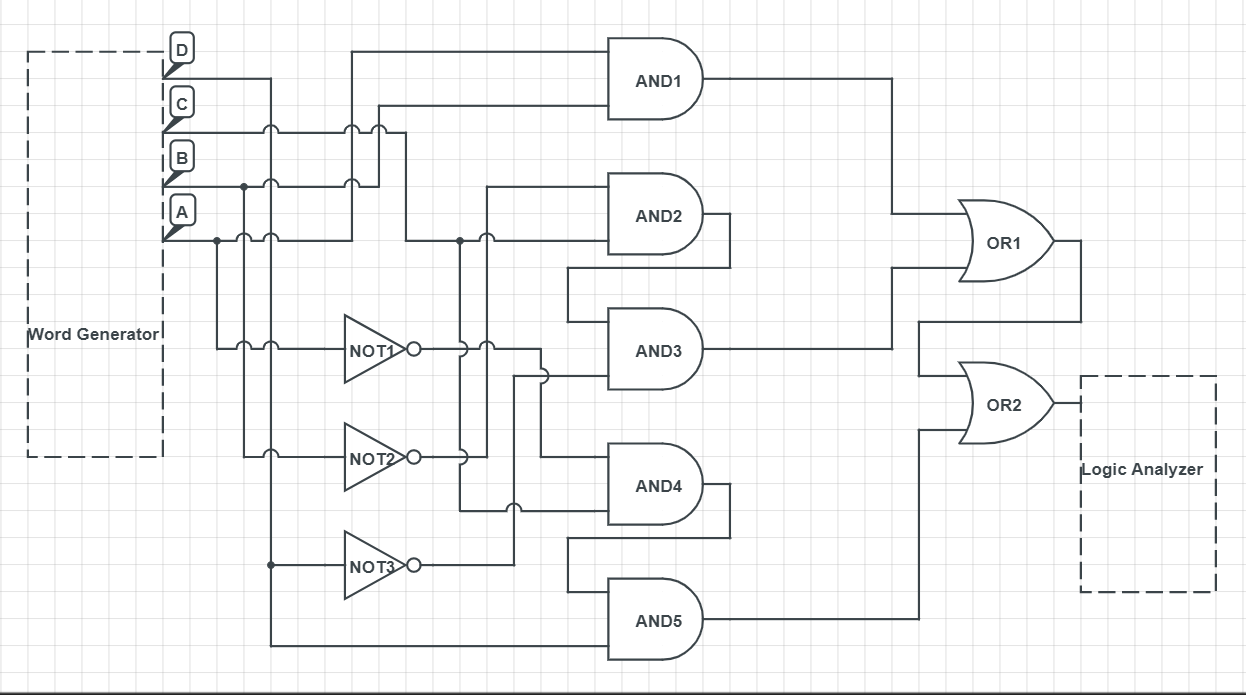 D
AND1
C
B
A
AND2
OR1
Word Generator
NOT1
AND3
OR2
NOT2
Logic Analyzer
AND4
NOT3
AND5